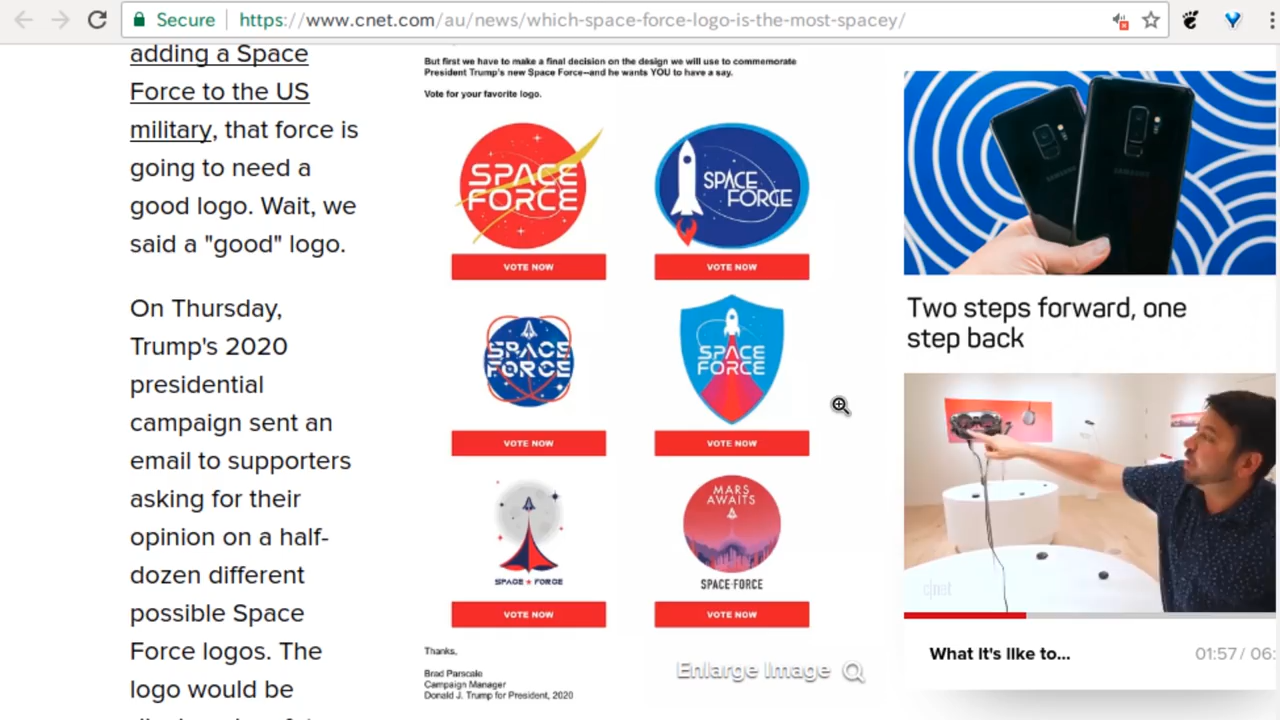 Secure
https://www.cnet.com/au/news/which-space-force-logo-is-the-most-spacey/
adding a Space
Force to the US
military, that force is
going to need a
good logo. Wait, we
said a "good" logo.
On Thursday,
Trump's 2020
presidential
campaign sent an
email to supporters
asking for their
opinion on a half-
dozen different
possible Space
Force logos. The
logo would be
But first we have to make a final decision on the design we will use to commemorate
President Trump's new Space Force--and he wants YOU to have a say.
Vote for your favorite logo.
SPACE
FORCE
VOTE NOW
SPACE
FORCE
VOTE NOW
SPACE
FORCE
VOTE NOW
SPACE
FORCE
VOTE NOW
SPACE FORCE
VOTE NOW
MARS
AWAITS
SPACE·FORCE
VOTE NOW
Thanks,
Brad Parscale
Campaign Manager
Donald J. Trump for President, 2020
Enlarge Image
SAMSUNG
SAMSUNG
Two steps forward, one
step back
c|net
What it's like to...
01:57 / 06: